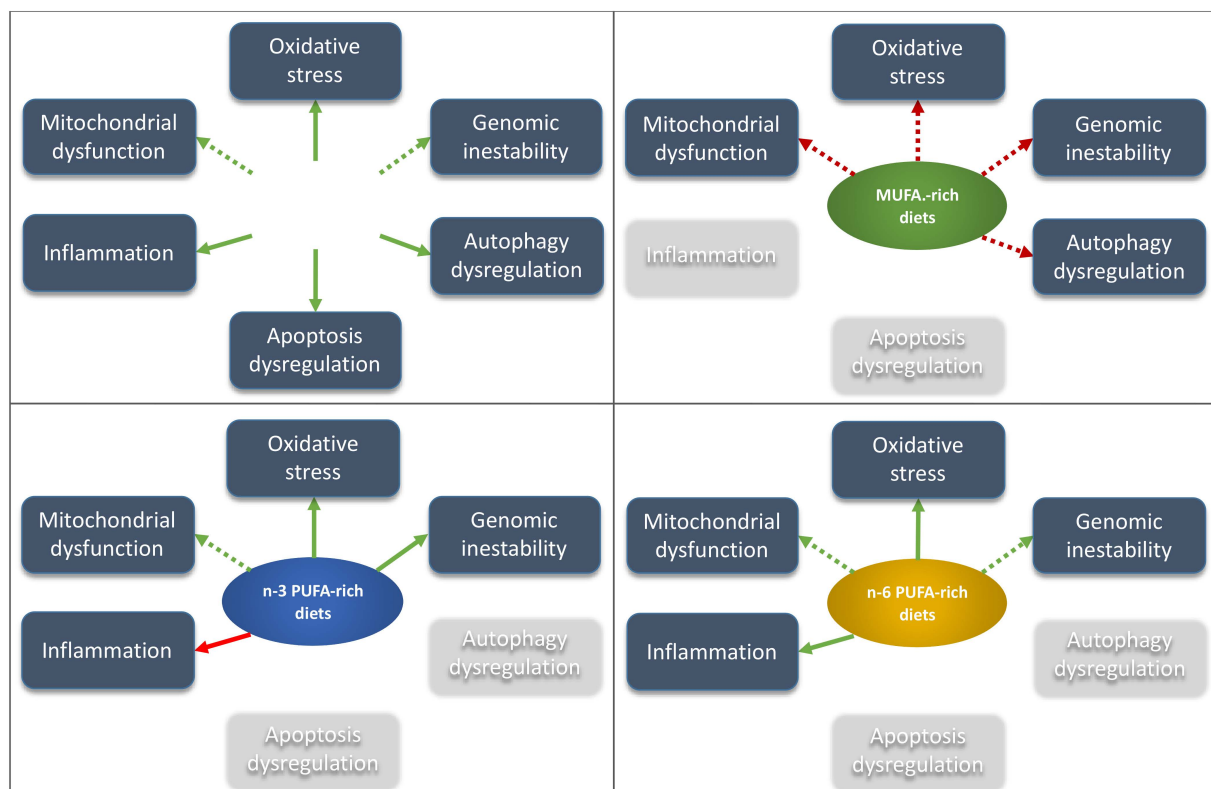 Oxidative
stress
Mitochondrial
dysfunction
Genomic
inestability
Inflammation
Autophagy
dysregulation
Apoptosis
dysregulation
Oxidative
stress
Mitochondrial
dysfunction
Genomic
inestability
MUFA.-rich
diets
Inflammation
Autophagy
dysregulation
Apoptosis
dysregulation
Oxidative
stress
Mitochondrial
dysfunction
Genomic
inestability
n-3 PUFA-rich
diets
Inflammation
Autophagy
dysregulation
Apoptosis
dysregulation
Oxidative
stress
Mitochondrial
dysfunction
Genomic
inestability
n-6 PUFA-rich
diets
Inflammation
Autophagy
dysregulation
Apoptosis
dysregulation